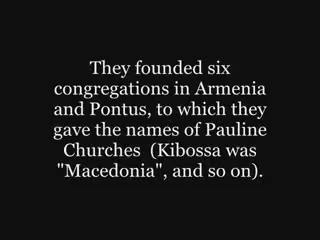 They founded six
congregations in Armenia
and Pontus, to which they
gave the names of Pauline
Churches (Kibossa was
"Macedonia", and so on).